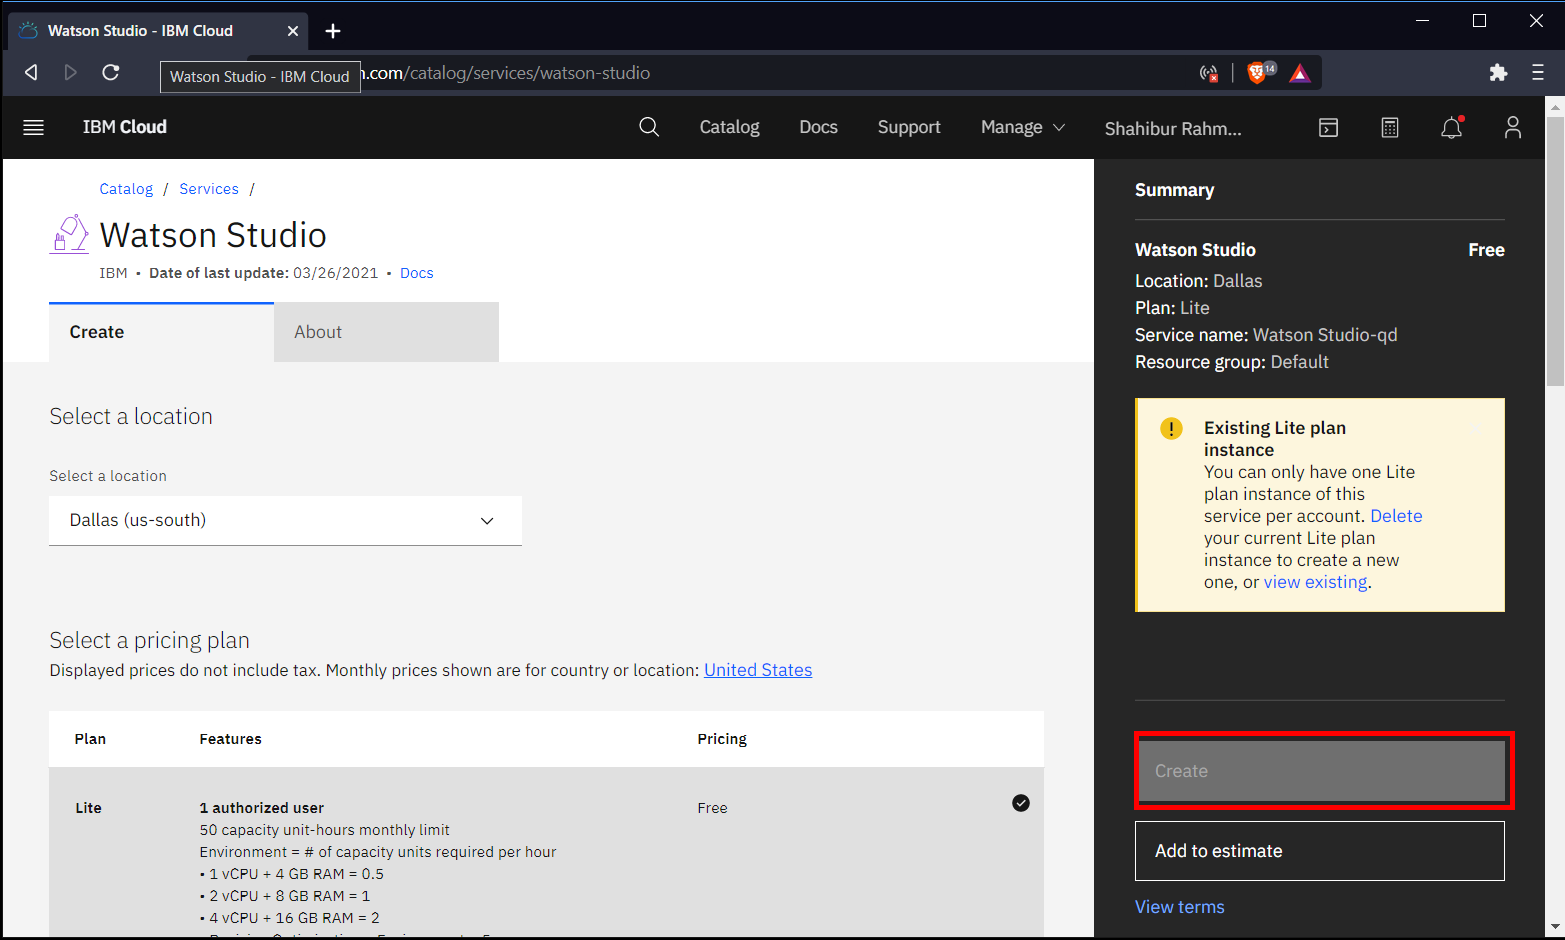 Watson Studio - IBM Cloud
Watson Studio - IBM Cloud
.com/catalog/services/watson-studio
14
IBM Cloud
Catalog
Docs
Support
Manage
Shahibur Rahm...
Catalog / Services /
Watson Studio
IBM • Date of last update: 03/26/2021 • Docs
Create
About
Select a location
Select a location
Dallas (us-south)
Select a pricing plan
Displayed prices do not include tax. Monthly prices shown are for country or location: United States
Plan
Features
Pricing
Lite
1 authorized user
Free
50 capacity unit-hours monthly limit
Environment = # of capacity units required per hour
• 1 vCPU + 4 GB RAM = 0.5
• 2 vCPU + 8 GB RAM = 1
• 4 vCPU + 16 GB RAM = 2
Summary
Watson Studio
Free
Location: Dallas
Plan: Lite
Service name: Watson Studio-qd
Resource group: Default
Existing Lite plan
instance
You can only have one Lite
plan instance of this
service per account. Delete
your current Lite plan
instance to create a new
one, or view existing.
Create
Add to estimate
View terms